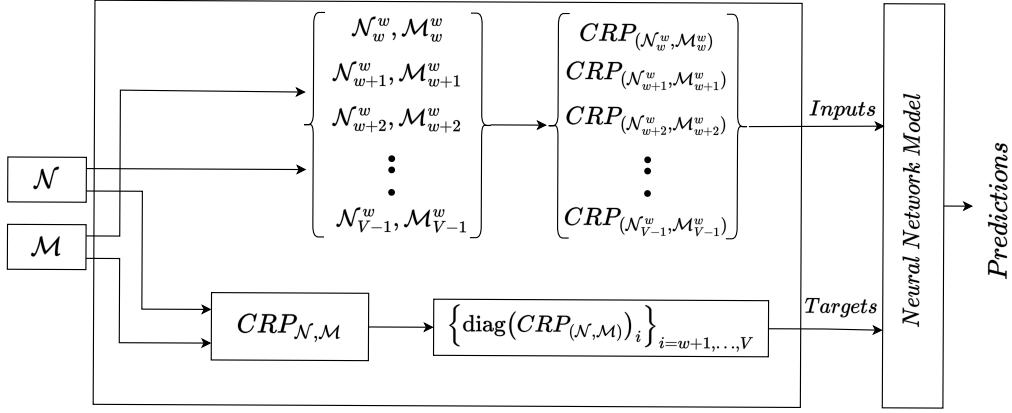 𝒩
ℳ
𝒩_w^w, ℳ_w^w
𝒩_{w+1}^w, ℳ_{w+1}^w
𝒩_{w+2}^w, ℳ_{w+2}^w
⋮
𝒩_{V-1}^w, ℳ_{V-1}^w
CRP_{(𝒩_w^w, ℳ_w^w)}
CRP_{(𝒩_{w+1}^w, ℳ_{w+1}^w)}
CRP_{(𝒩_{w+2}^w, ℳ_{w+2}^w)}
⋮
CRP_{(𝒩_{V-1}^w, ℳ_{V-1}^w)}
Inputs
CRP_{𝒩,ℳ}
{diag(CRP_{(𝒩,ℳ)})_i}_{i=w+1,…,V}
Targets
Neural Network Model
Predictions